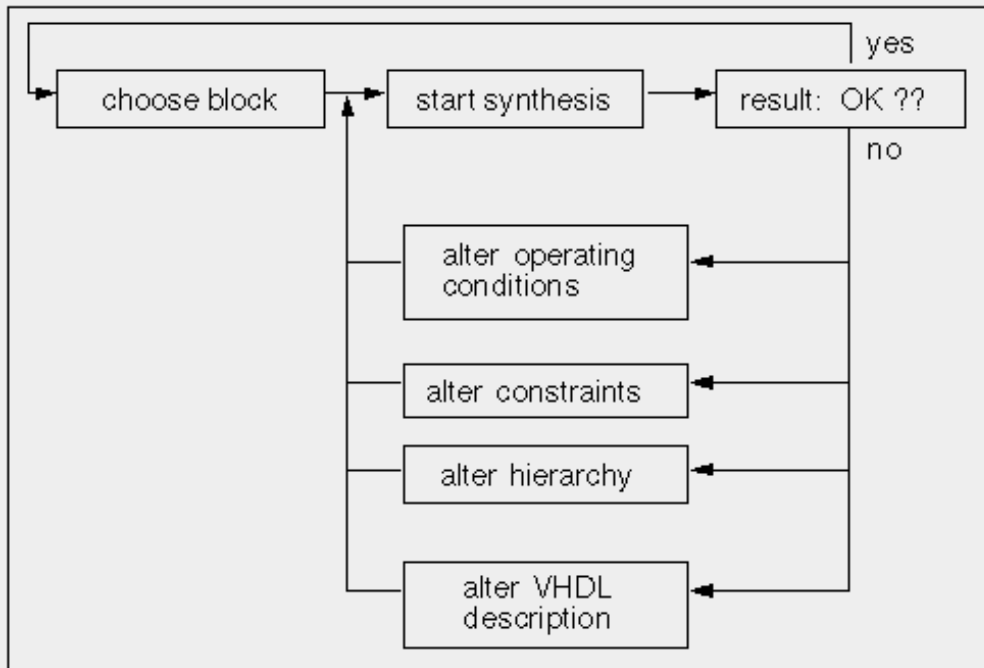 yes
choose block
start synthesis
result: OK ??
no
alter operating
conditions
alter constraints
alter hierarchy
alter VHDL
description